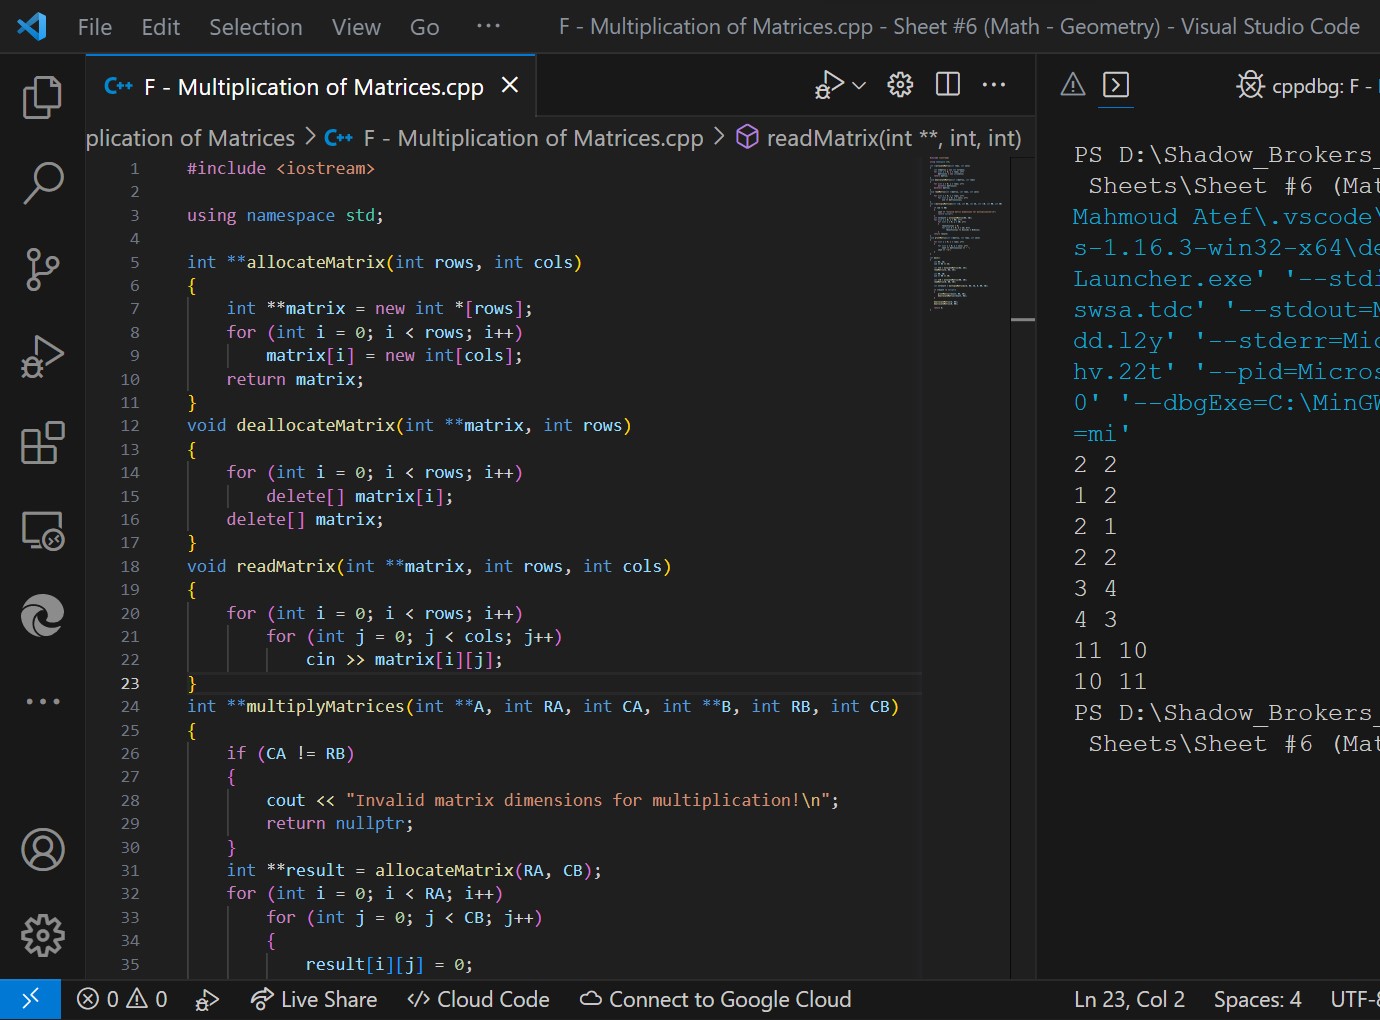 File Edit Selection View Go ··· F - Multiplication of Matrices.cpp - Sheet #6 (Math - Geometry) - Visual Studio Code
C++ F - Multiplication of Matrices.cpp
cppdbg: F -
plication of Matrices > C++ F - Multiplication of Matrices.cpp > readMatrix(int **, int, int)
1 #include <iostream>
2
3 using namespace std;
4
5 int **allocateMatrix(int rows, int cols)
6 {
7 int **matrix = new int *[rows];
8 for (int i = 0; i < rows; i++)
9 matrix[i] = new int[cols];
10 return matrix;
11 }
12 void deallocateMatrix(int **matrix, int rows)
13 {
14 for (int i = 0; i < rows; i++)
15 delete[] matrix[i];
16 delete[] matrix;
17 }
18 void readMatrix(int **matrix, int rows, int cols)
19 {
20 for (int i = 0; i < rows; i++)
21 for (int j = 0; j < cols; j++)
22 cin >> matrix[i][j];
23 }
24 int **multiplyMatrices(int **A, int RA, int CA, int **B, int RB, int CB)
25 {
26 if (CA != RB)
27 {
28 cout << "Invalid matrix dimensions for multiplication!\n";
29 return nullptr;
30 }
31 int **result = allocateMatrix(RA, CB);
32 for (int i = 0; i < RA; i++)
33 for (int j = 0; j < CB; j++)
34 {
35 result[i][j] = 0;
PS D:\Shadow_Brokers_
Sheets\Sheet #6 (Mat
Mahmoud Atef\.vscode\
s-1.16.3-win32-x64\de
Launcher.exe' '--stdi
swsa.tdc' '--stdout=M
dd.l2y' '--stderr=Mic
hv.22t' '--pid=Micros
0' '--dbgExe=C:\MinGW
=mi'
2 2
1 2
2 1
2 2
3 4
4 3
11 10
10 11
PS D:\Shadow_Brokers_
Sheets\Sheet #6 (Mat
0 0 Live Share Cloud Code Connect to Google Cloud Ln 23, Col 2 Spaces: 4 UTF-8